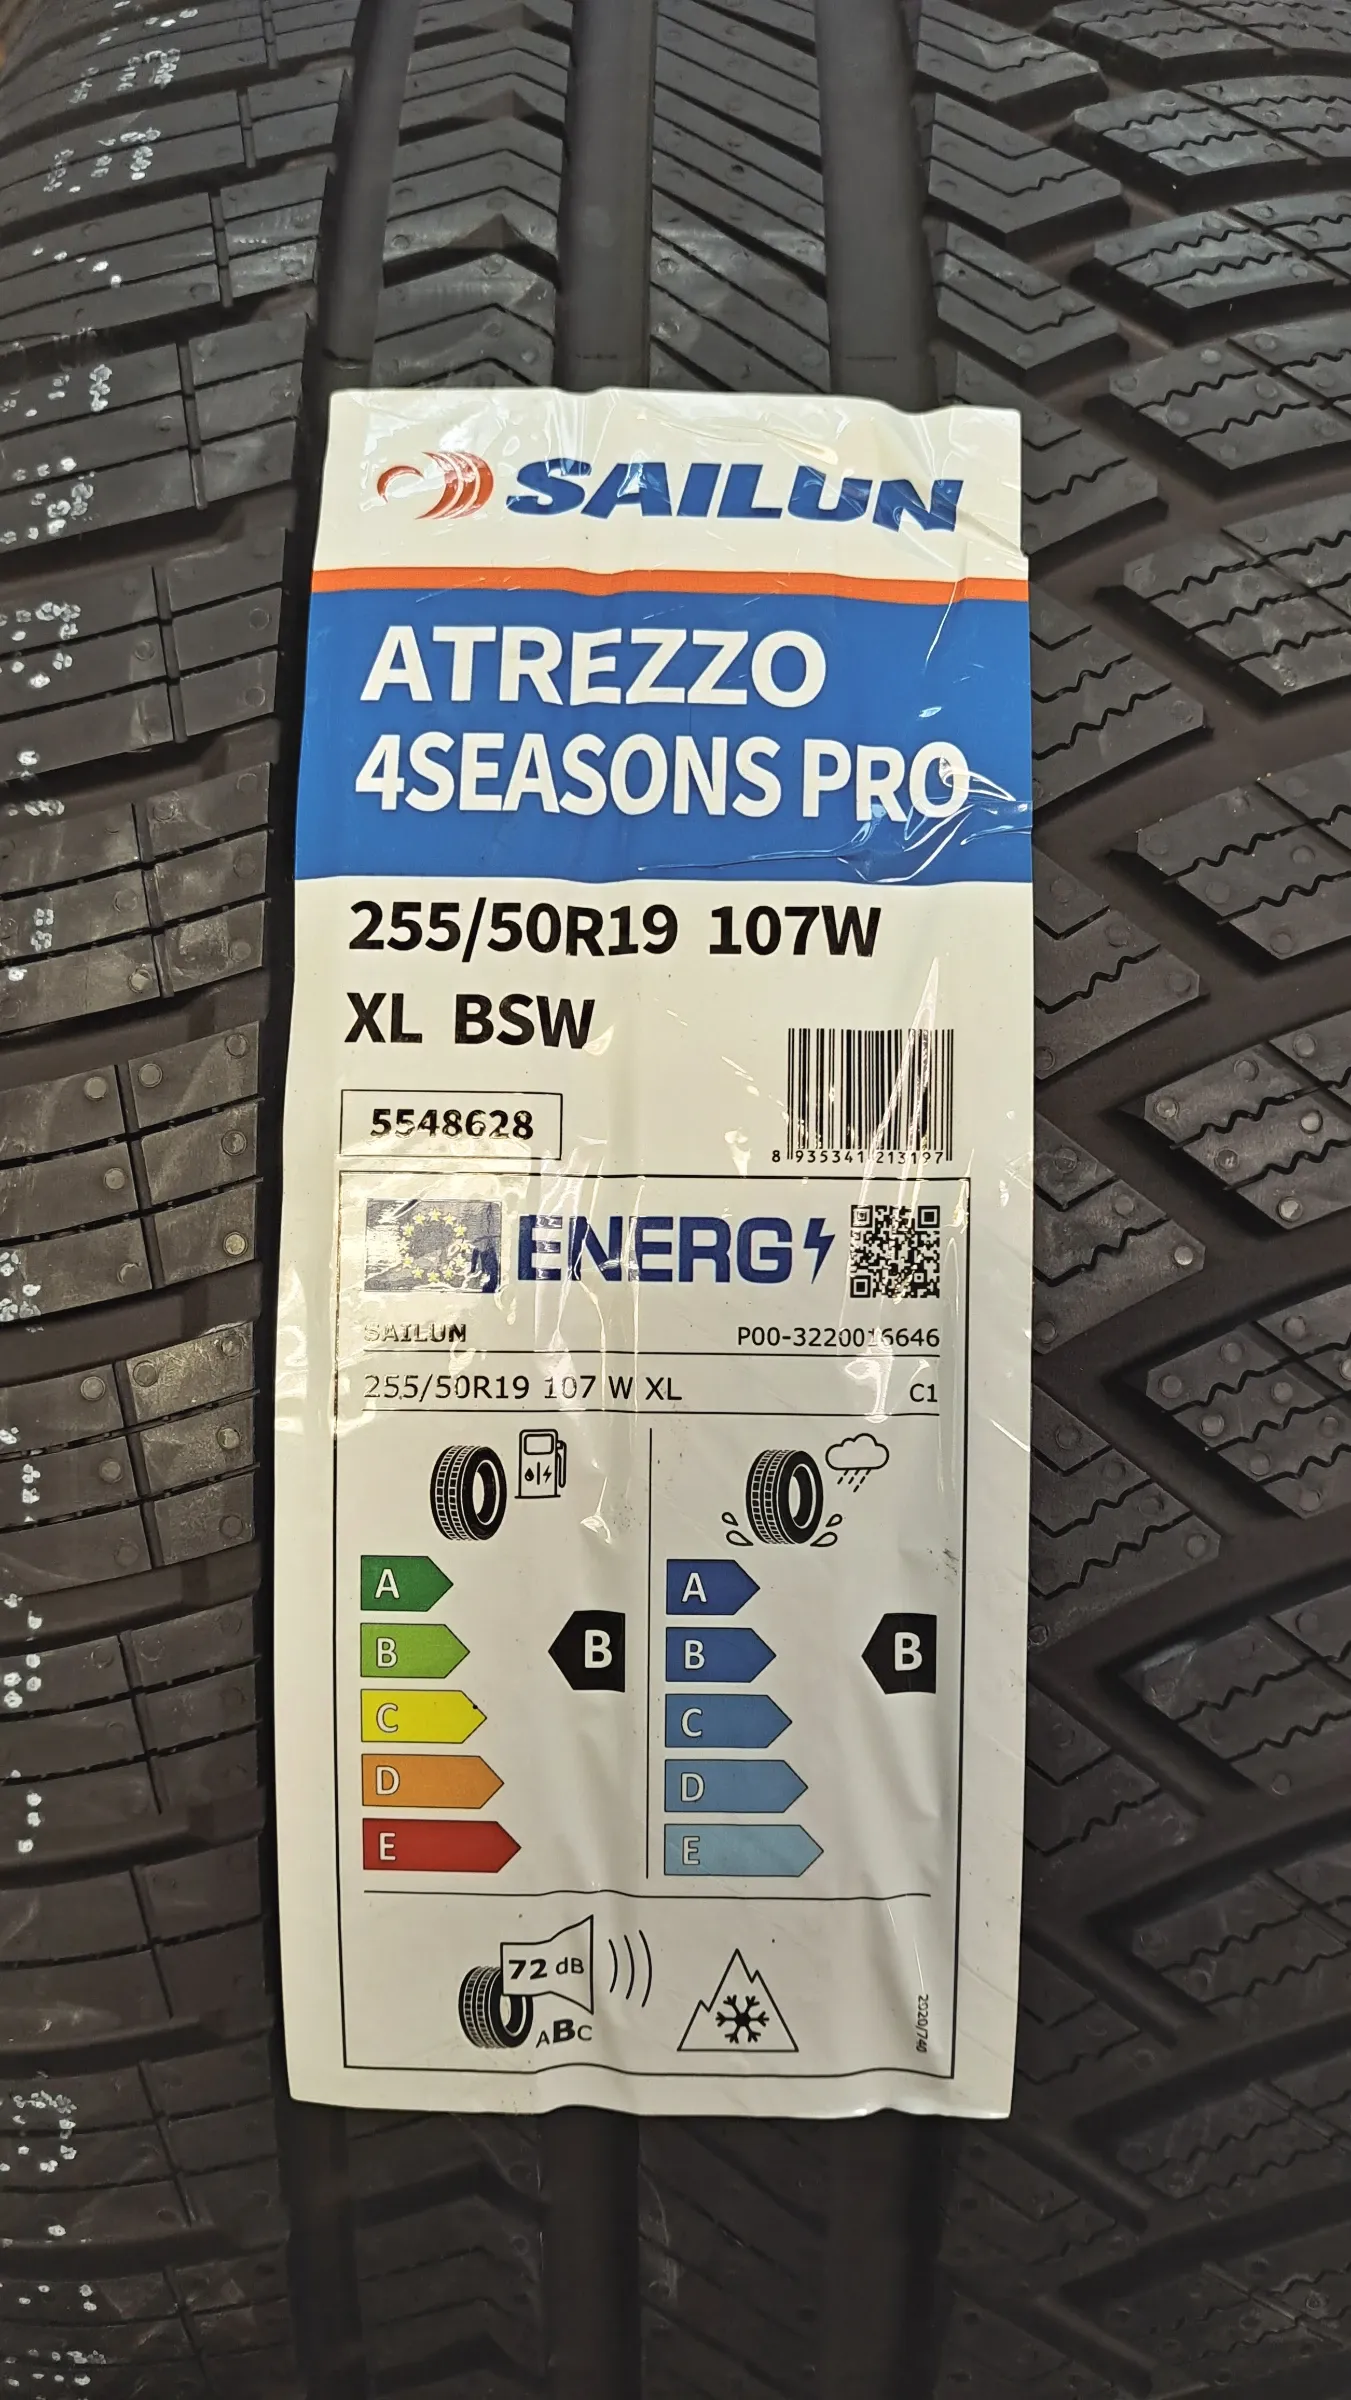 SAILUN
ATREZZO
4SEASONS PRO
255/50R19 107W
XL BSW
5548628
8 935341 213197
ENERG
SAILUN
P00-3220016646
255/50R19 107 W XL
C1
A
B
C
D
E
B
A
B
C
D
E
B
72 dB
ABC
2020/740